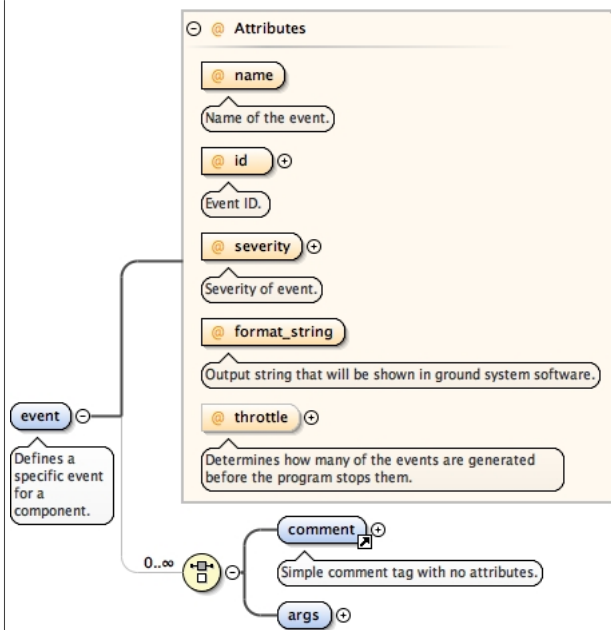 @ Attributes
@ name
Name of the event.
@ id
Event ID.
@ severity
Severity of event.
@ format_string
Output string that will be shown in ground system software.
@ throttle
Determines how many of the events are generated
before the program stops them.
event
Defines a
specific event
for a
component.
0..∞
comment
Simple comment tag with no attributes.
args